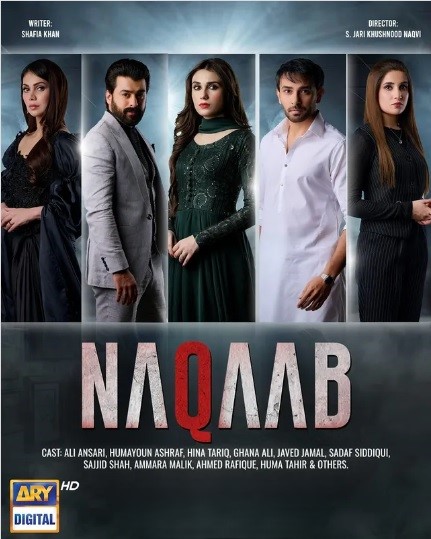 WRITER:
SHAFIA KHAN
DIRECTOR:
S. JARI KHUSHNOOD NAQVI
NAQAAB
CAST: ALI ANSARI, HUMAYOUN ASHRAF, HINA TARIQ, GHANA ALI, JAVED JAMAL, SADAF SIDDIQUI,
SAJJID SHAH, AMMARA MALIK, AHMED RAFIQUE, HUMA TAHIR & OTHERS.
ARY
HD
DIGITAL